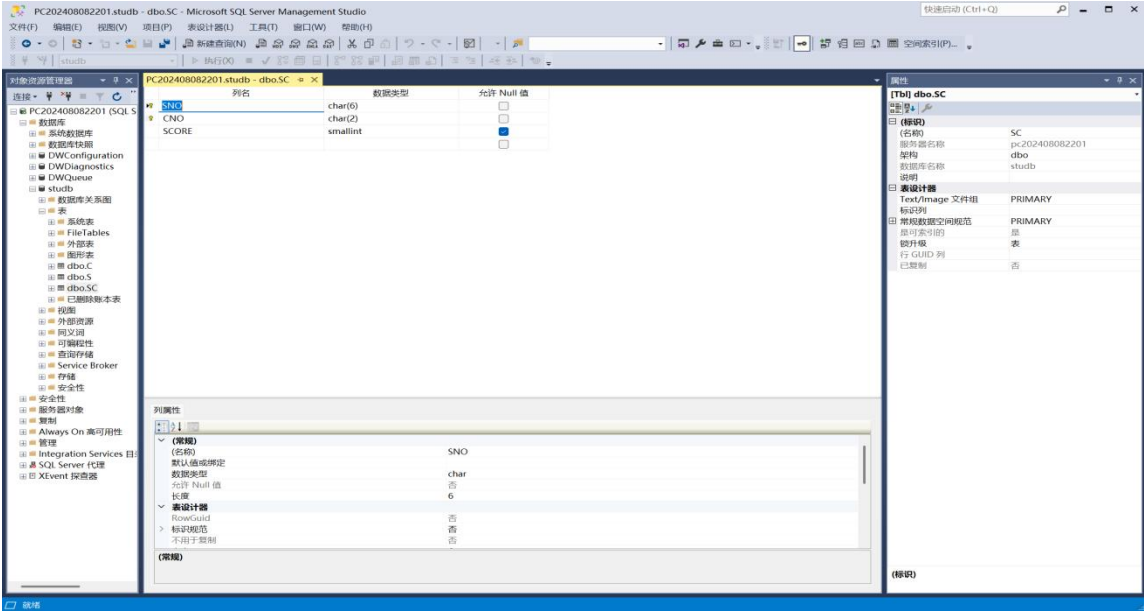 PC202408082201.studb - dbo.SC - Microsoft SQL Server Management Studio
快速启动 (Ctrl+Q)
文件(F) 编辑(E) 视图(V) 项目(P) 表设计器(L) 工具(T) 窗口(W) 帮助(H)
新建查询(N)
空间索引(P)...
studb
执行(X)
对象资源管理器
连接
PC202408082201 (SQL S
数据库
系统数据库
数据库快照
DWConfiguration
DWDiagnostics
DWQueue
studb
数据库关系图
表
系统表
FileTables
外部表
图形表
dbo.C
dbo.S
dbo.SC
已删除账本表
视图
外部资源
同义词
可编程性
查询存储
Service Broker
存储
安全性
安全性
服务器对象
复制
Always On 高可用性
管理
Integration Services 目录
SQL Server 代理
XEvent 探查器
PC202408082201.studb - dbo.SC
列名 数据类型 允许 Null 值
SNO char(6)
CNO char(2)
SCORE smallint
列属性
(常规)
(名称) SNO
默认值或绑定
数据类型 char
允许 Null 值 否
长度 6
表设计器
RowGuid 否
标识规范 否
不用于复制 否
(常规)
属性
[Tbl] dbo.SC
(标识)
(名称) SC
服务器名称 pc202408082201
架构 dbo
数据库名称 studb
说明
表设计器
Text/Image 文件组 PRIMARY
标识列
常规数据空间规范 PRIMARY
是可索引的 是
锁升级 表
行 GUID 列
已复制 否
(标识)
就绪